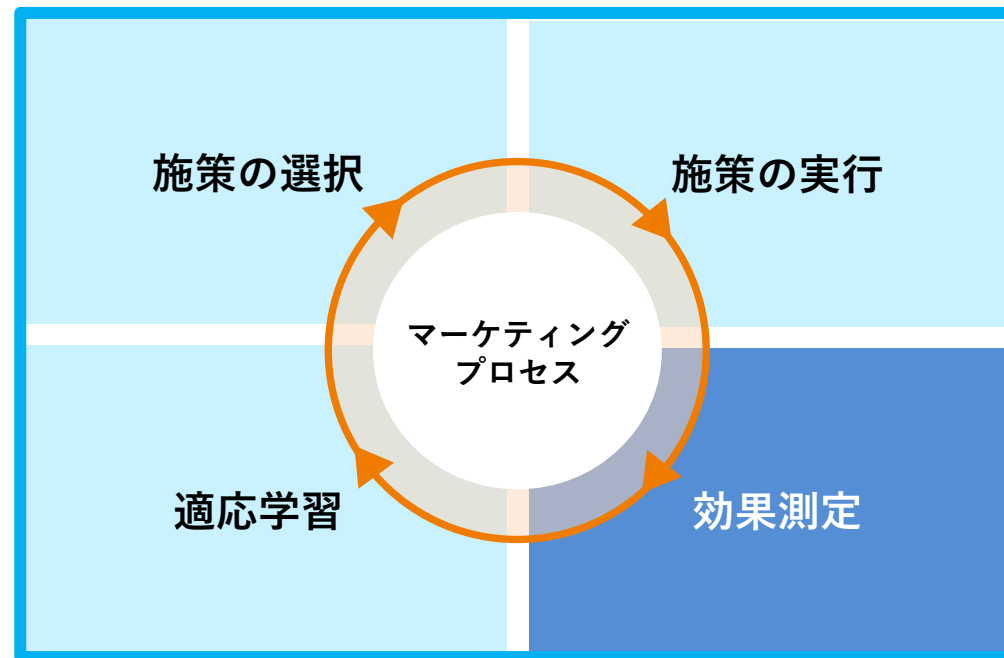 施策の選択
施策の実行
マーケティング
プロセス
適応学習
効果測定